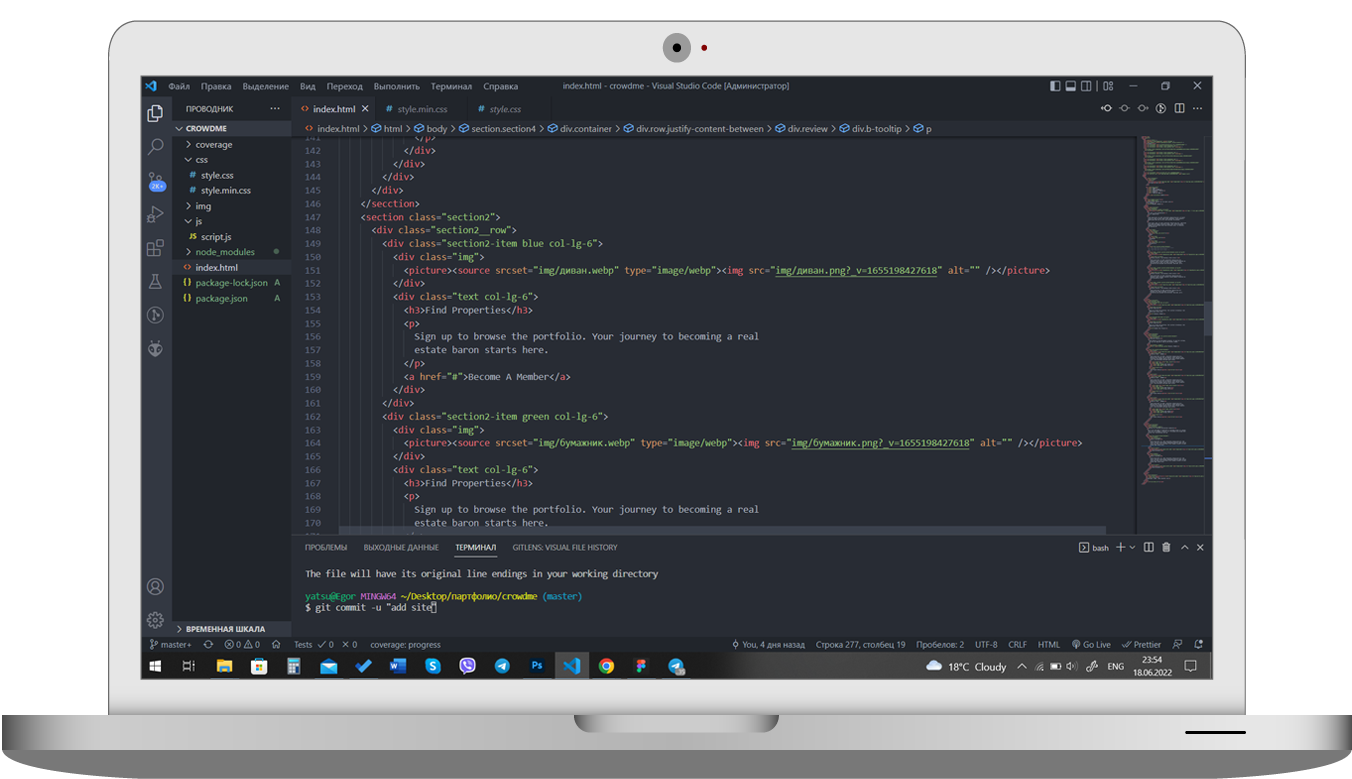 Файл Правка Выделение Вид Переход Выполнить Терминал Справка index.html - crowdme - Visual Studio Code [Администратор]
ПРОВОДНИК ···
CROWDME
coverage
css
# style.css
# style.min.css
img
js
JS script.js
node_modules
<> index.html
{} package-lock.json A
{} package.json A
ВРЕМЕННАЯ ШКАЛА
2K+
<> index.html × # style.min.css # style.css
<> index.html > html > body > section.section4 > div.container > div.row.justify-content-between > div.review > div.b-tooltip > p
141 </p>
142 </div>
143 </div>
144 </div>
145 </div>
146 </secction>
147 <section class="section2">
148 <div class="section2__row">
149 <div class="section2-item blue col-lg-6">
150 <div class="img">
151 <picture><source srcset="img/диван.webp" type="image/webp"><img src="img/диван.png?_v=1655198427618" alt="" /></picture>
152 </div>
153 <div class="text col-lg-6">
154 <h3>Find Properties</h3>
155 <p>
156 Sign up to browse the portfolio. Your journey to becoming a real
157 estate baron starts here.
158 </p>
159 <a href="#">Become A Member</a>
160 </div>
161 </div>
162 <div class="section2-item green col-lg-6">
163 <div class="img">
164 <picture><source srcset="img/бумажник.webp" type="image/webp"><img src="img/бумажник.png?_v=1655198427618" alt="" /></picture>
165 </div>
166 <div class="text col-lg-6">
167 <h3>Find Properties</h3>
168 <p>
169 Sign up to browse the portfolio. Your journey to becoming a real
170 estate baron starts here.
ПРОБЛЕМЫ ВЫХОДНЫЕ ДАННЫЕ ТЕРМИНАЛ GITLENS: VISUAL FILE HISTORY bash
The file will have its original line endings in your working directory
yatsu@Egor MINGW64 ~/Desktop/партфолио/crowdme (master)
$ git commit -u "add site"
master+ 0 0 Tests 0 0 coverage: progress You, 4 дня назад Строка 277, столбец 19 Пробелов: 2 UTF-8 CRLF HTML Go Live Prettier
Ps
18°C Cloudy ENG
23:54
18.06.2022